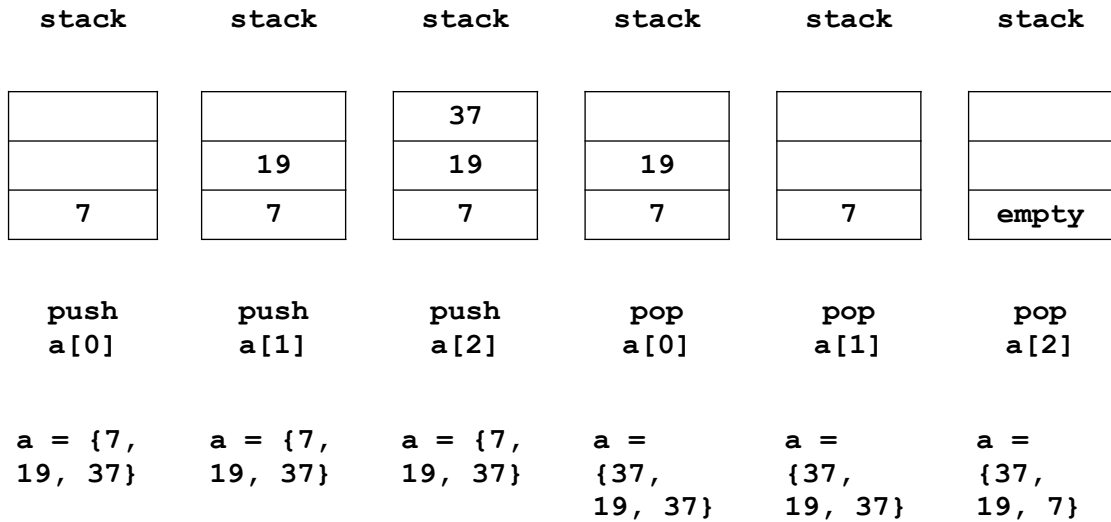 stack stack stack stack stack stack
37
19 19 19
7 7 7 7 7 empty
push push push pop pop pop
a[0] a[1] a[2] a[0] a[1] a[2]
a = {7, a = {7, a = {7, a = a = a =
19, 37} 19, 37} 19, 37} {37, {37, {37,
19, 37} 19, 37} 19, 7}